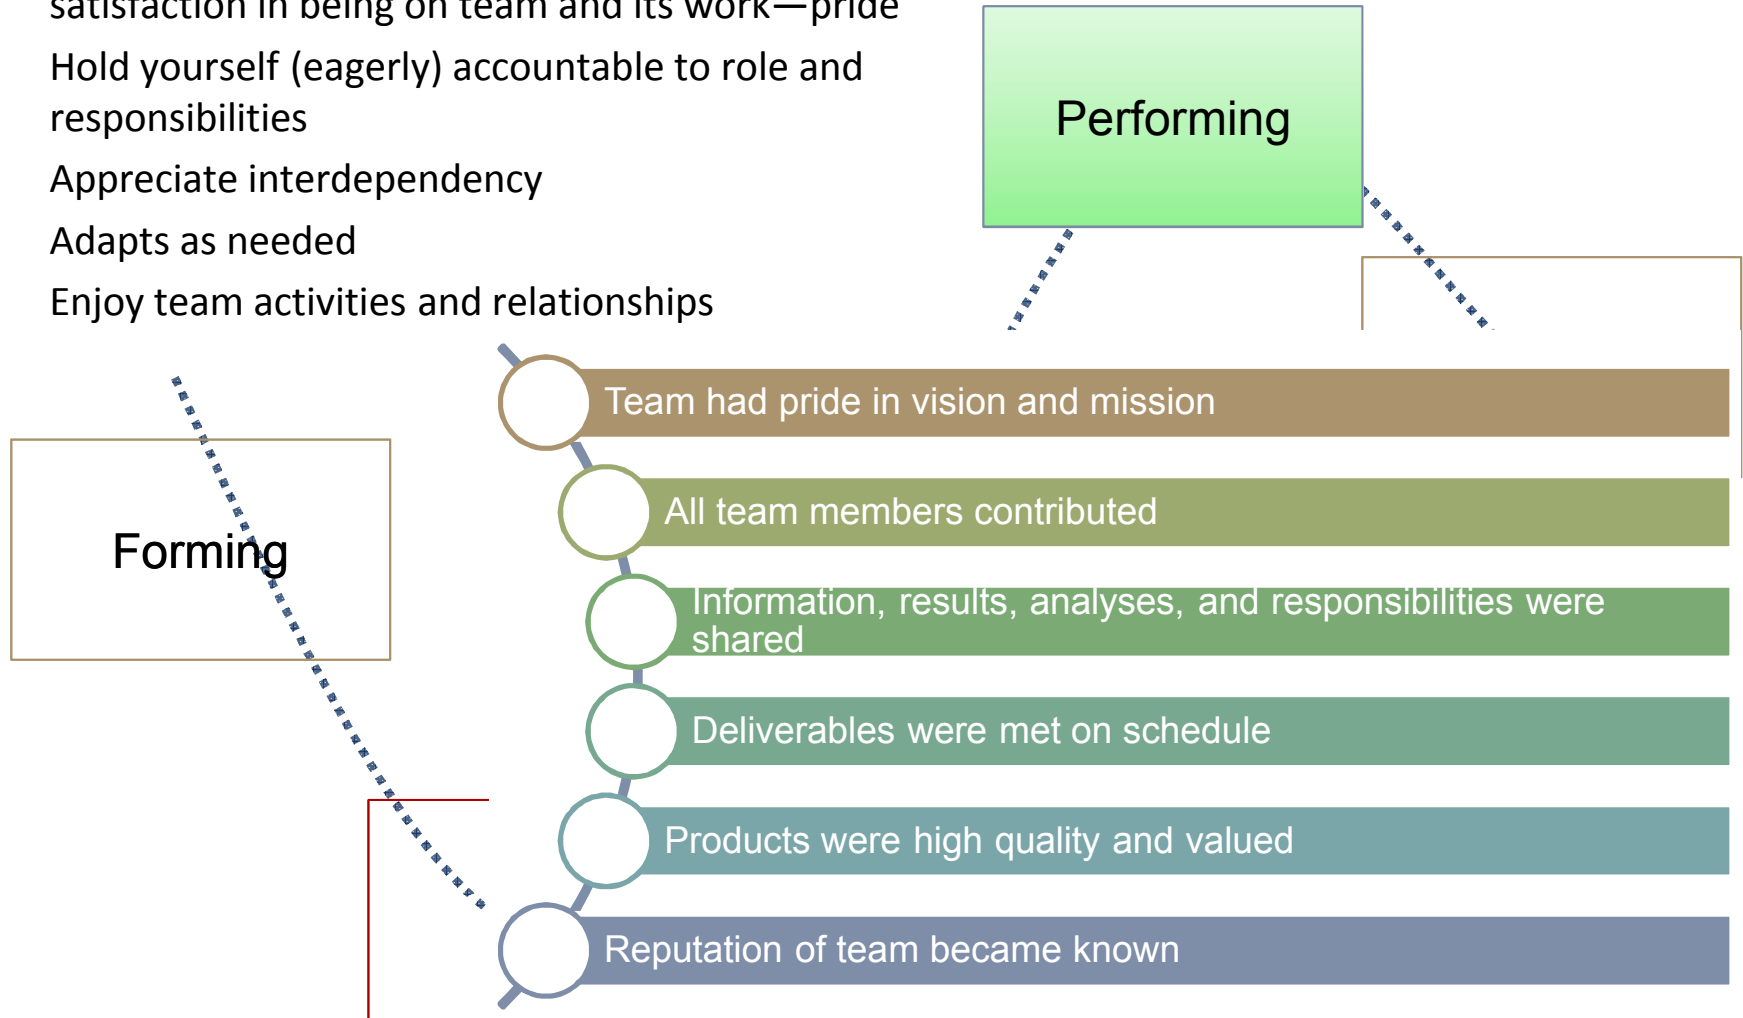 satisfaction in being on team and its work—pride
Hold yourself (eagerly) accountable to role and
responsibilities
Appreciate interdependency
Adapts as needed
Enjoy team activities and relationships
Performing
Forming
Team had pride in vision and mission
All team members contributed
Information, results, analyses, and responsibilities were
shared
Deliverables were met on schedule
Products were high quality and valued
Reputation of team became known